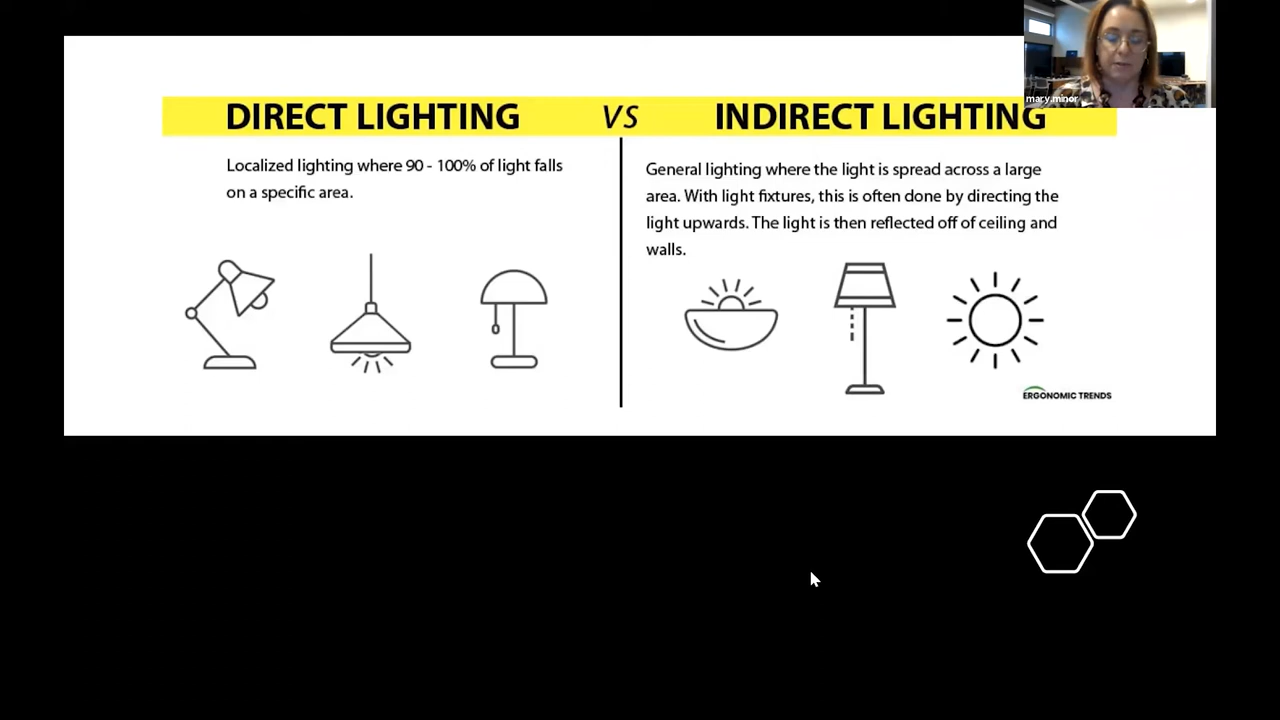 mary.minor
DIRECT LIGHTING VS INDIRECT LIGHTING
Localized lighting where 90 - 100% of light falls
on a specific area.
General lighting where the light is spread across a large
area. With light fixtures, this is often done by directing the
light upwards. The light is then reflected off of ceiling and
walls.
ERGONOMIC TRENDS